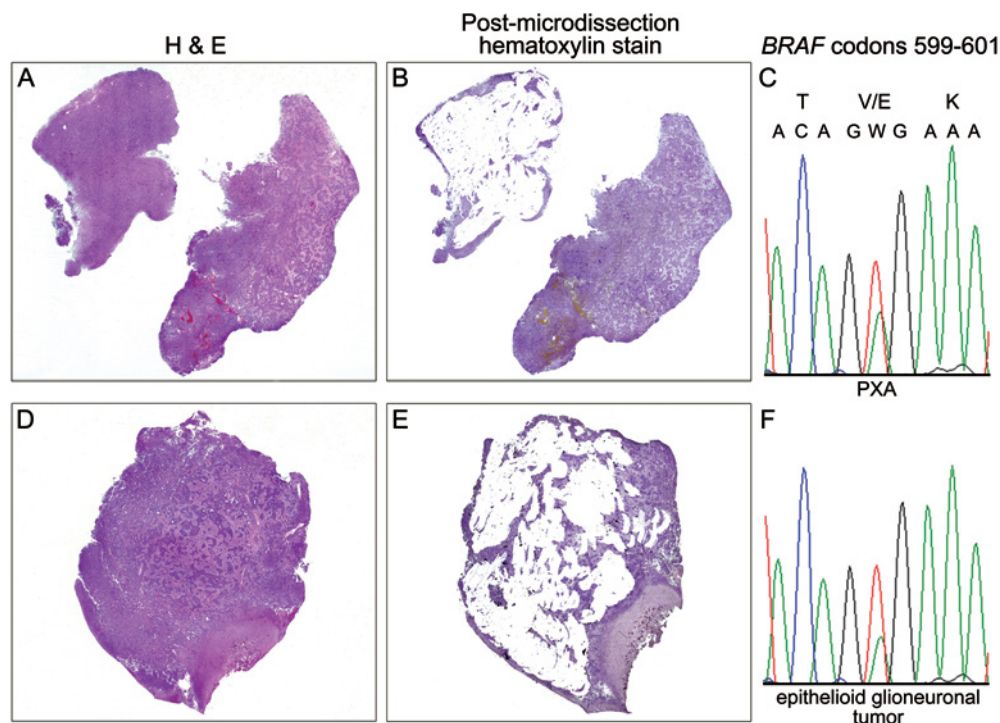 H & E
Post-microdissection
hematoxylin stain
BRAF codons 599-601
A
B
C
T V/E K
A C A G W G A A A
PXA
D
E
F
epithelioid glioneuronal
tumor